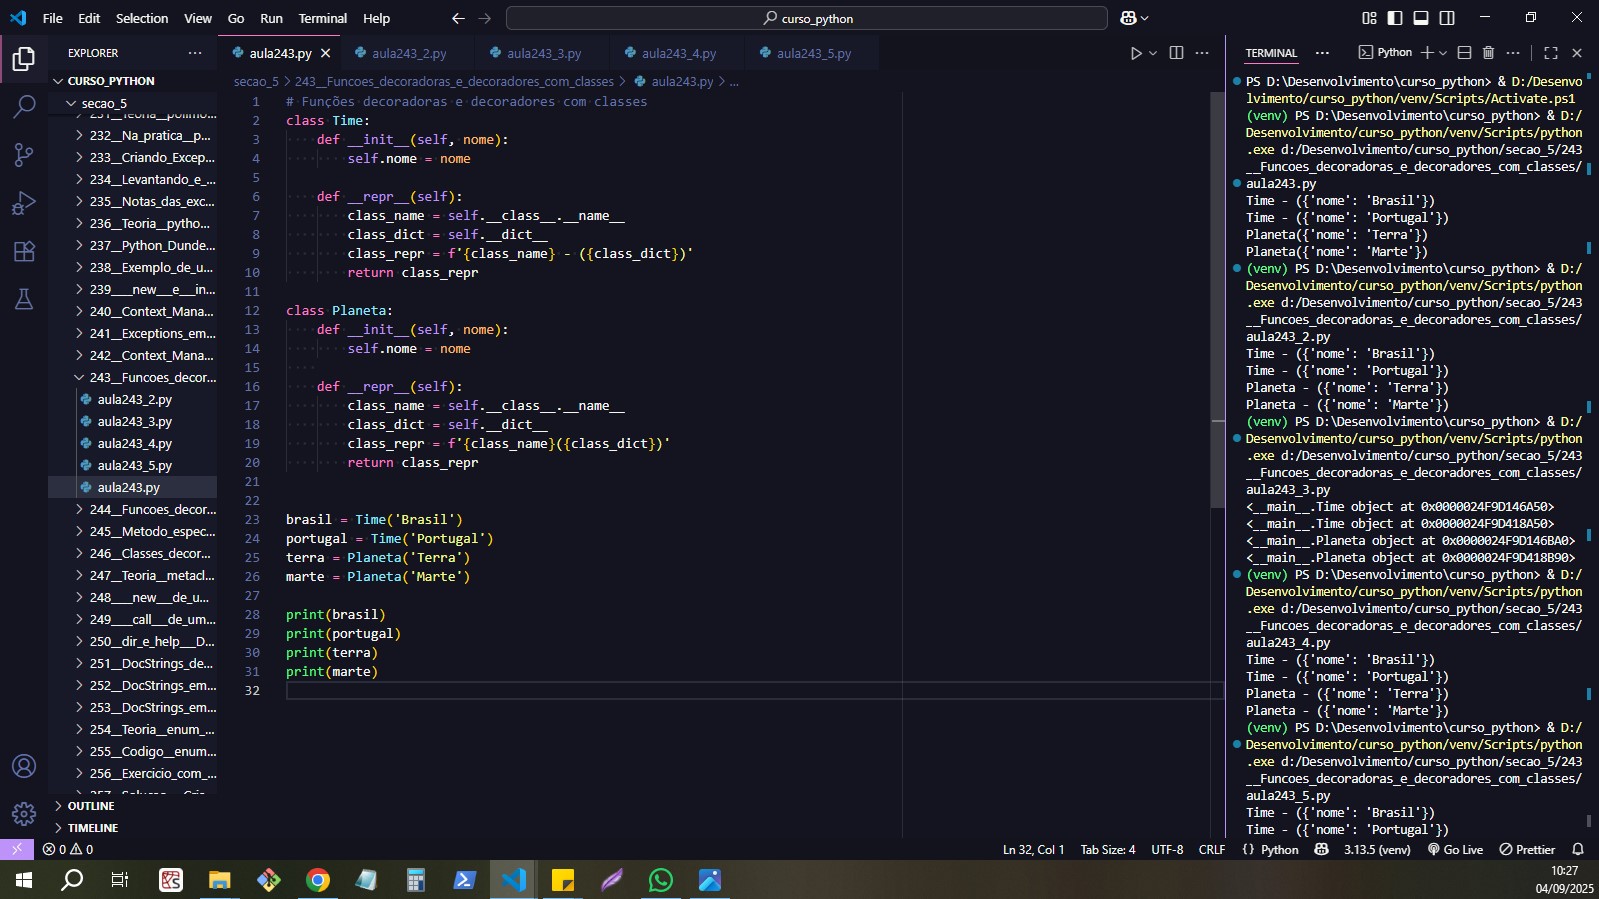 File Edit Selection View Go Run Terminal Help
curso_python
EXPLORER
CURSO_PYTHON
secao_5
232__Na_pratica__p...
233__Criando_Excep...
234__Levantando_e_...
235__Notas_das_exc...
236__Teoria__pytho...
237__Python_Dunde...
238__Exemplo_de_u...
239___new__e__in...
240__Context_Mana...
241__Exceptions_em...
242__Context_Mana...
243__Funcoes_decor...
aula243_2.py
aula243_3.py
aula243_4.py
aula243_5.py
aula243.py
244__Funcoes_decor...
245__Metodo_espec...
246__Classes_decor...
247__Teoria__metacl...
248___new___de_u...
249___call___de_um...
250__dir_e_help___D...
251__DocStrings_de...
252__DocStrings_em...
253__DocStrings_em...
254__Teoria__enum_...
255__Codigo__enum...
256__Exercicio_com_...
OUTLINE
TIMELINE
aula243.py aula243_2.py aula243_3.py aula243_4.py aula243_5.py
secao_5 > 243__Funcoes_decoradoras_e_decoradores_com_classes > aula243.py > ...
1 # Funções decoradoras e decoradores com classes
2 class Time:
3 def __init__(self, nome):
4 self.nome = nome
5
6 def __repr__(self):
7 class_name = self.__class__.__name__
8 class_dict = self.__dict__
9 class_repr = f'{class_name} - ({class_dict})'
10 return class_repr
11
12 class Planeta:
13 def __init__(self, nome):
14 self.nome = nome
15
16 def __repr__(self):
17 class_name = self.__class__.__name__
18 class_dict = self.__dict__
19 class_repr = f'{class_name}({class_dict})'
20 return class_repr
21
22
23 brasil = Time('Brasil')
24 portugal = Time('Portugal')
25 terra = Planeta('Terra')
26 marte = Planeta('Marte')
27
28 print(brasil)
29 print(portugal)
30 print(terra)
31 print(marte)
32
TERMINAL
Python
PS D:\Desenvolvimento\curso_python> & D:/Desenvo
lvimento/curso_python/venv/Scripts/Activate.ps1
(venv) PS D:\Desenvolvimento\curso_python> & D:/
Desenvolvimento/curso_python/venv/Scripts/python
.exe d:/Desenvolvimento/curso_python/secao_5/243
__Funcoes_decoradoras_e_decoradores_com_classes/
aula243.py
Time - ({'nome': 'Brasil'})
Time - ({'nome': 'Portugal'})
Planeta({'nome': 'Terra'})
Planeta({'nome': 'Marte'})
(venv) PS D:\Desenvolvimento\curso_python> & D:/
Desenvolvimento/curso_python/venv/Scripts/python
.exe d:/Desenvolvimento/curso_python/secao_5/243
__Funcoes_decoradoras_e_decoradores_com_classes/
aula243_2.py
Time - ({'nome': 'Brasil'})
Time - ({'nome': 'Portugal'})
Planeta - ({'nome': 'Terra'})
Planeta - ({'nome': 'Marte'})
(venv) PS D:\Desenvolvimento\curso_python> & D:/
Desenvolvimento/curso_python/venv/Scripts/python
.exe d:/Desenvolvimento/curso_python/secao_5/243
__Funcoes_decoradoras_e_decoradores_com_classes/
aula243_3.py
<__main__.Time object at 0x0000024F9D146A50>
<__main__.Time object at 0x0000024F9D418A50>
<__main__.Planeta object at 0x0000024F9D146BA0>
<__main__.Planeta object at 0x0000024F9D418B90>
(venv) PS D:\Desenvolvimento\curso_python> & D:/
Desenvolvimento/curso_python/venv/Scripts/python
.exe d:/Desenvolvimento/curso_python/secao_5/243
__Funcoes_decoradoras_e_decoradores_com_classes/
aula243_4.py
Time - ({'nome': 'Brasil'})
Time - ({'nome': 'Portugal'})
Planeta - ({'nome': 'Terra'})
Planeta - ({'nome': 'Marte'})
(venv) PS D:\Desenvolvimento\curso_python> & D:/
Desenvolvimento/curso_python/venv/Scripts/python
.exe d:/Desenvolvimento/curso_python/secao_5/243
__Funcoes_decoradoras_e_decoradores_com_classes/
aula243_5.py
Time - ({'nome': 'Brasil'})
Time - ({'nome': 'Portugal'})
0 0
Ln 32, Col 1 Tab Size: 4 UTF-8 CRLF {} Python 3.13.5 (venv) Go Live Prettier
10:27
04/09/2025